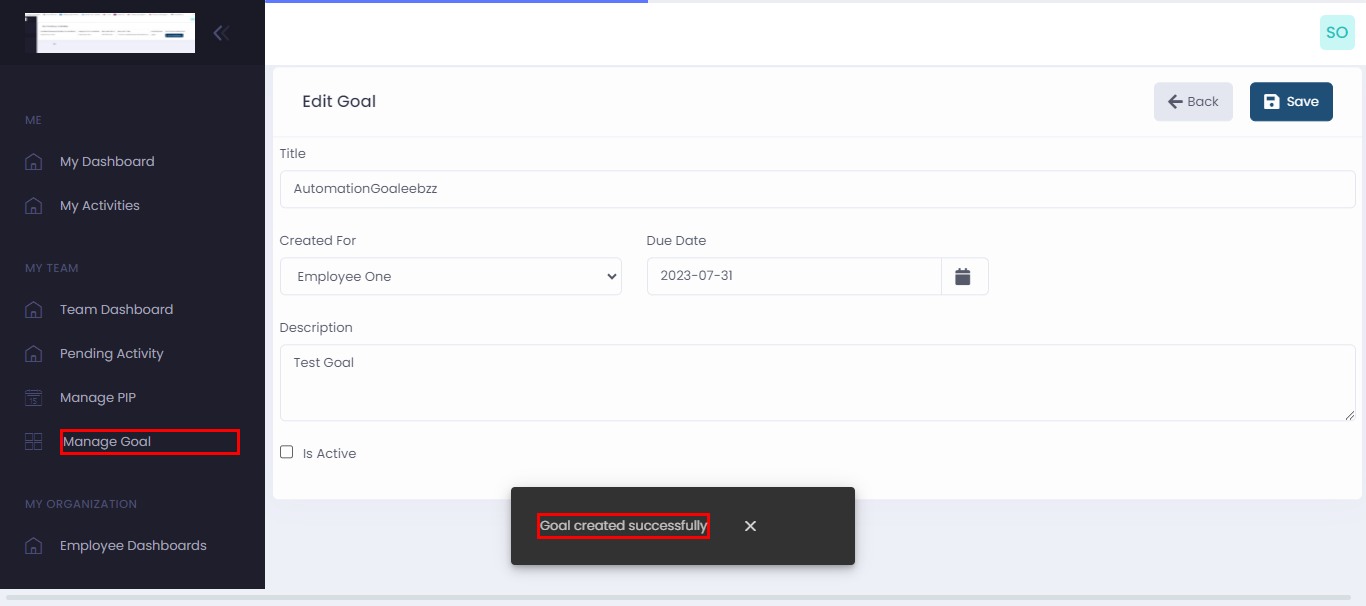 SO
ME
My Dashboard
My Activities
MY TEAM
Team Dashboard
Pending Activity
Manage PIP
Manage Goal
MY ORGANIZATION
Employee Dashboards
Edit Goal
Back
Save
Title
AutomationGoaleebzz
Created For
Due Date
Employee One
2023-07-31
Description
Test Goal
Is Active
Goal created successfully